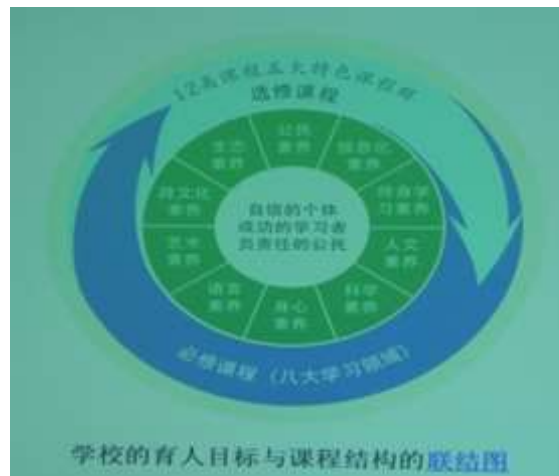 12类课程五大特色课程群
选修课程
公民
素养
信息化
素养
终身学
习素养
人文
素养
科学
素养
身心
素养
语言
素养
艺术
素养
跨文化
素养
生态
素养
自信的个体
成功的学习者
负责任的公民
必修课程（八大学习领域）
学校的育人目标与课程结构的联结图